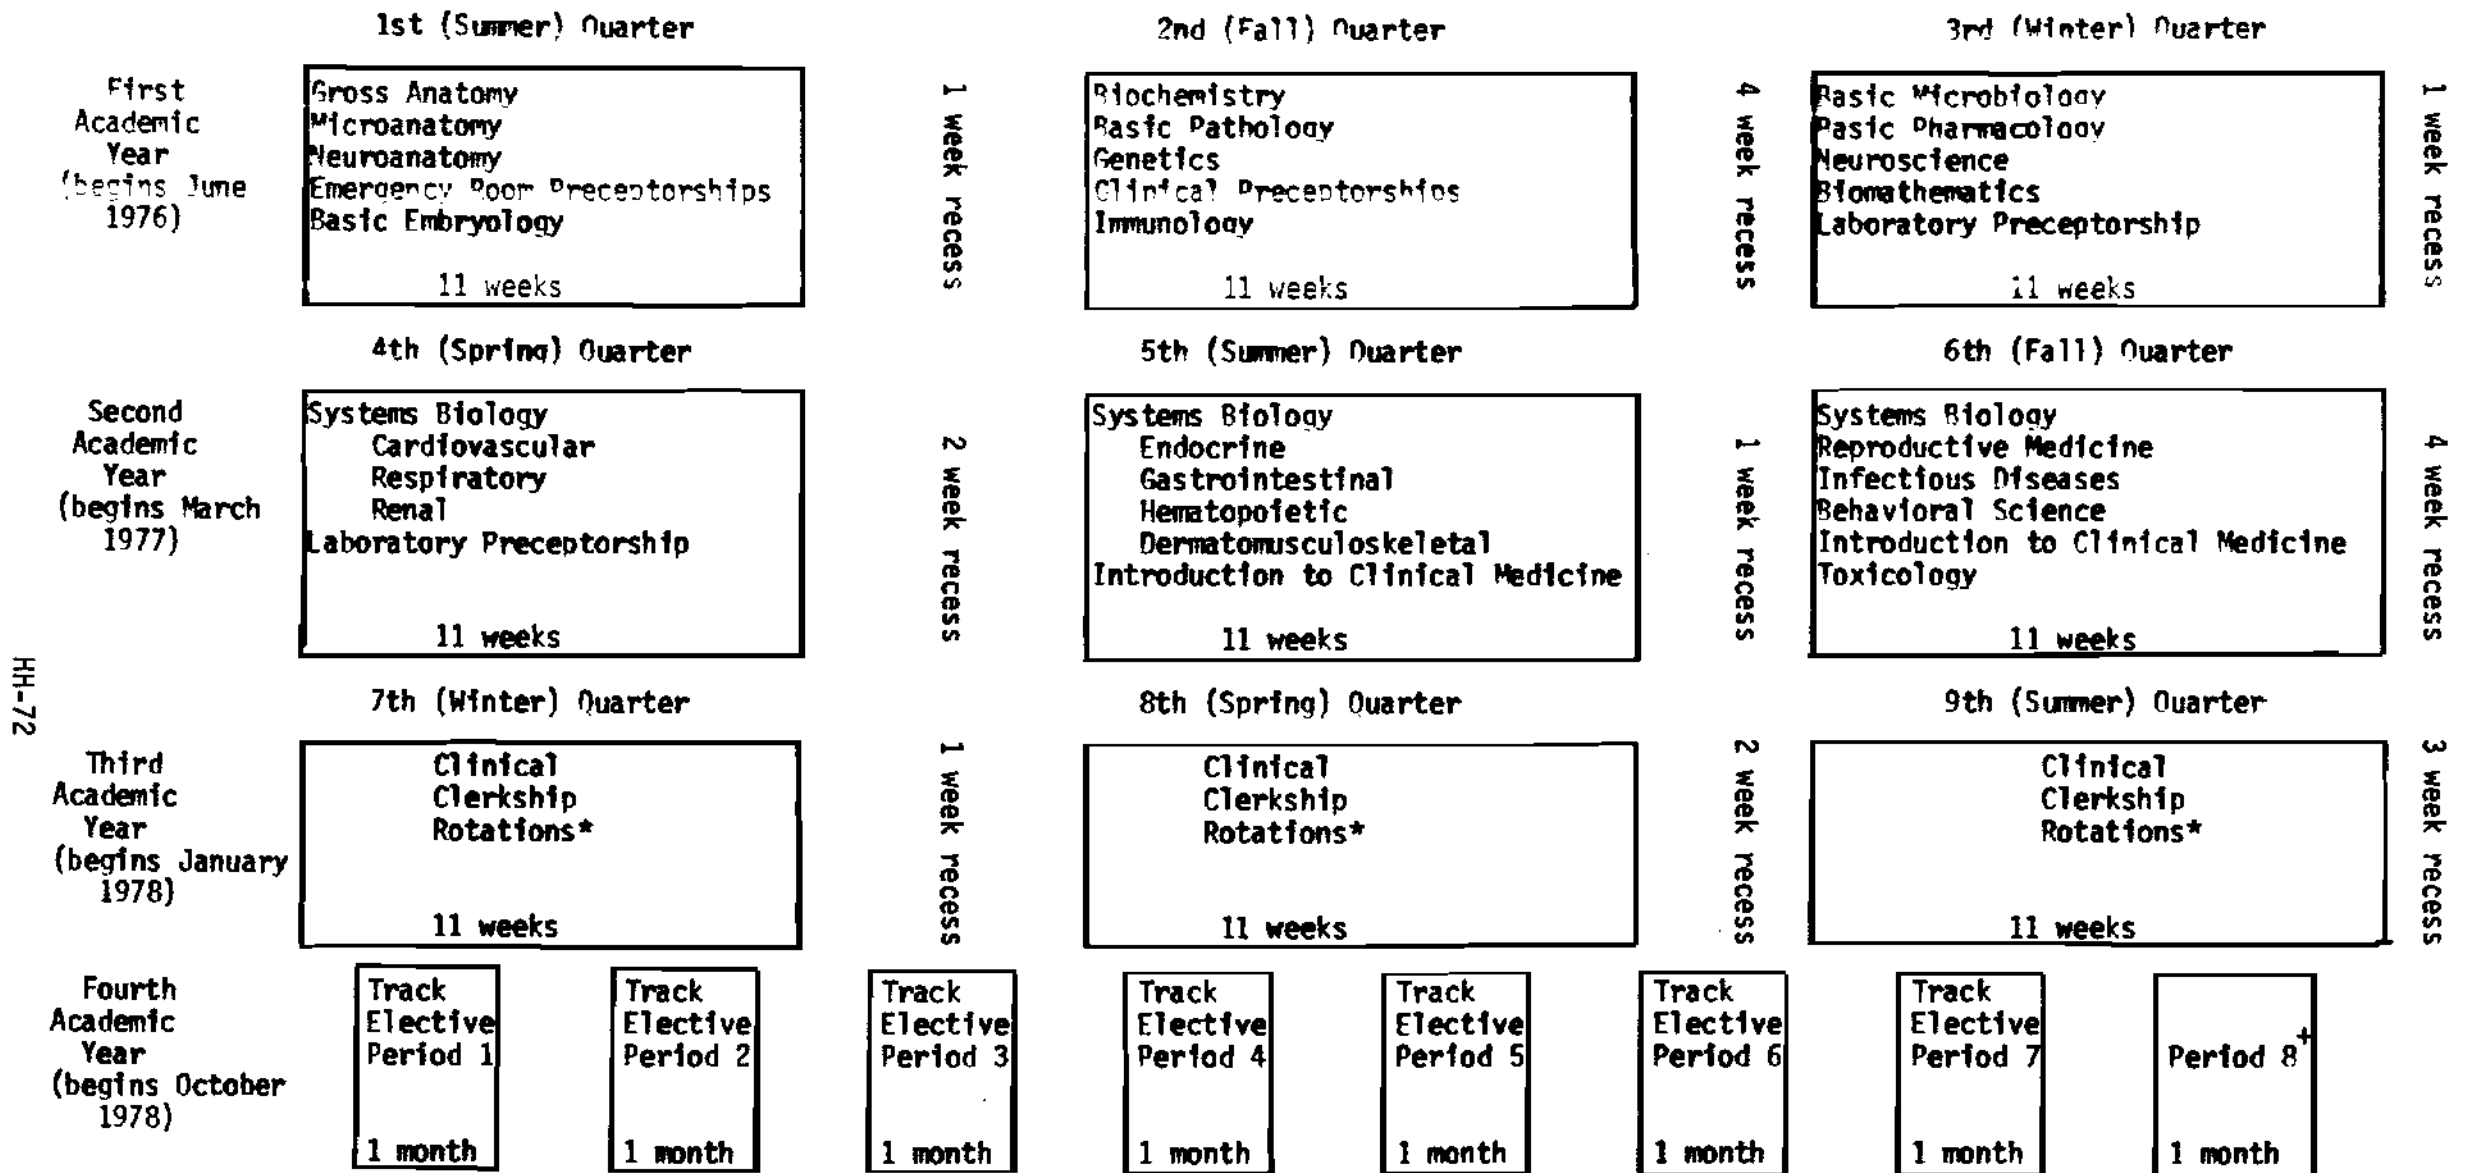 1st (Summer) Quarter
2nd (Fall) Quarter
3rd (Winter) Quarter
First
Academic
Year
(begins June
1976)
Gross Anatomy
Microanatomy
Neuroanatomy
Emergency Room Preceptorships
Basic Embryology
11 weeks
1 week recess
Biochemistry
Basic Pathology
Genetics
Clinical Preceptorships
Immunology
11 weeks
4 week recess
Basic Microbiology
Basic Pharmacology
Neuroscience
Biomathematics
Laboratory Preceptorship
11 weeks
1 week recess
4th (Spring) Quarter
5th (Summer) Quarter
6th (Fall) Quarter
Second
Academic
Year
(begins March
1977)
Systems Biology
Cardiovascular
Respiratory
Renal
Laboratory Preceptorship
11 weeks
2 week recess
Systems Biology
Endocrine
Gastrointestinal
Hematopoietic
Dermatomusculoskeletal
Introduction to Clinical Medicine
11 weeks
1 week recess
Systems Biology
Reproductive Medicine
Infectious Diseases
Behavioral Science
Introduction to Clinical Medicine
Toxicology
11 weeks
4 week recess
HH-72
7th (Winter) Quarter
8th (Spring) Quarter
9th (Summer) Quarter
Third
Academic
Year
(begins January
1978)
Clinical
Clerkship
Rotations*
11 weeks
1 week recess
Clinical
Clerkship
Rotations*
11 weeks
2 week recess
Clinical
Clerkship
Rotations*
11 weeks
3 week recess
Fourth
Academic
Year
(begins October
1978)
Track
Elective
Period 1
1 month
Track
Elective
Period 2
1 month
Track
Elective
Period 3
1 month
Track
Elective
Period 4
1 month
Track
Elective
Period 5
1 month
Track
Elective
Period 6
1 month
Track
Elective
Period 7
1 month
Period 8+
1 month